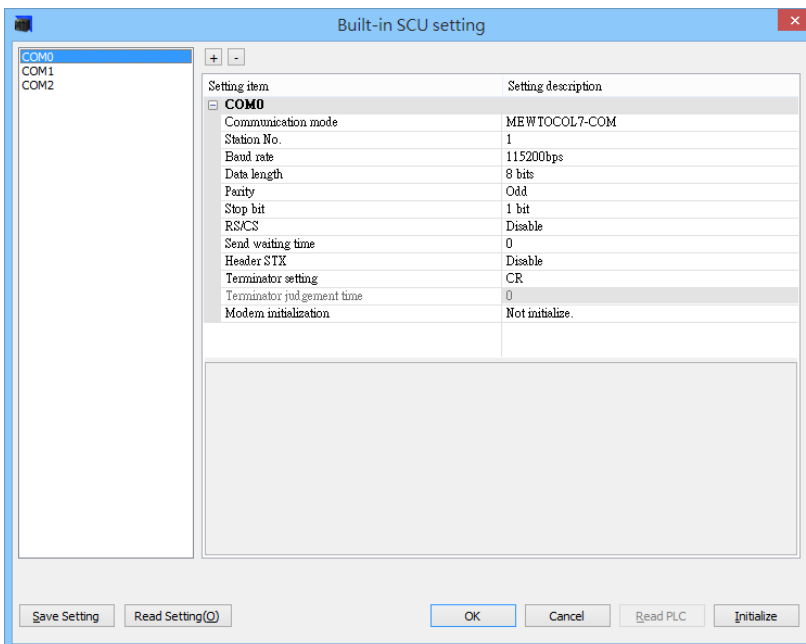 Built-in SCU setting
COM0
COM1
COM2
+ -
Setting item Setting description
COM0
Communication mode MEWTOCOL7-COM
Station No. 1
Baud rate 115200bps
Data length 8 bits
Parity Odd
Stop bit 1 bit
RS/CS Disable
Send waiting time 0
Header STX Disable
Terminator setting CR
Terminator judgement time 0
Modem initialization Not initialize.
Save Setting Read Setting(O) OK Cancel Read PLC Initialize